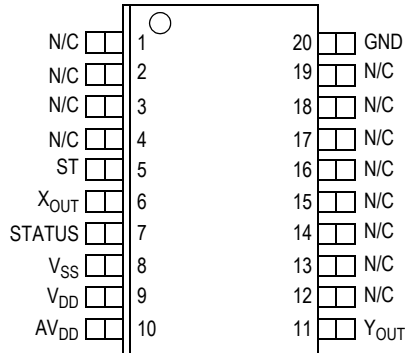 N/C 1 20 GND
N/C 2 19 N/C
N/C 3 18 N/C
N/C 4 17 N/C
ST 5 16 N/C
XOUT 6 15 N/C
STATUS 7 14 N/C
VSS 8 13 N/C
VDD 9 12 N/C
AVDD 10 11 YOUT